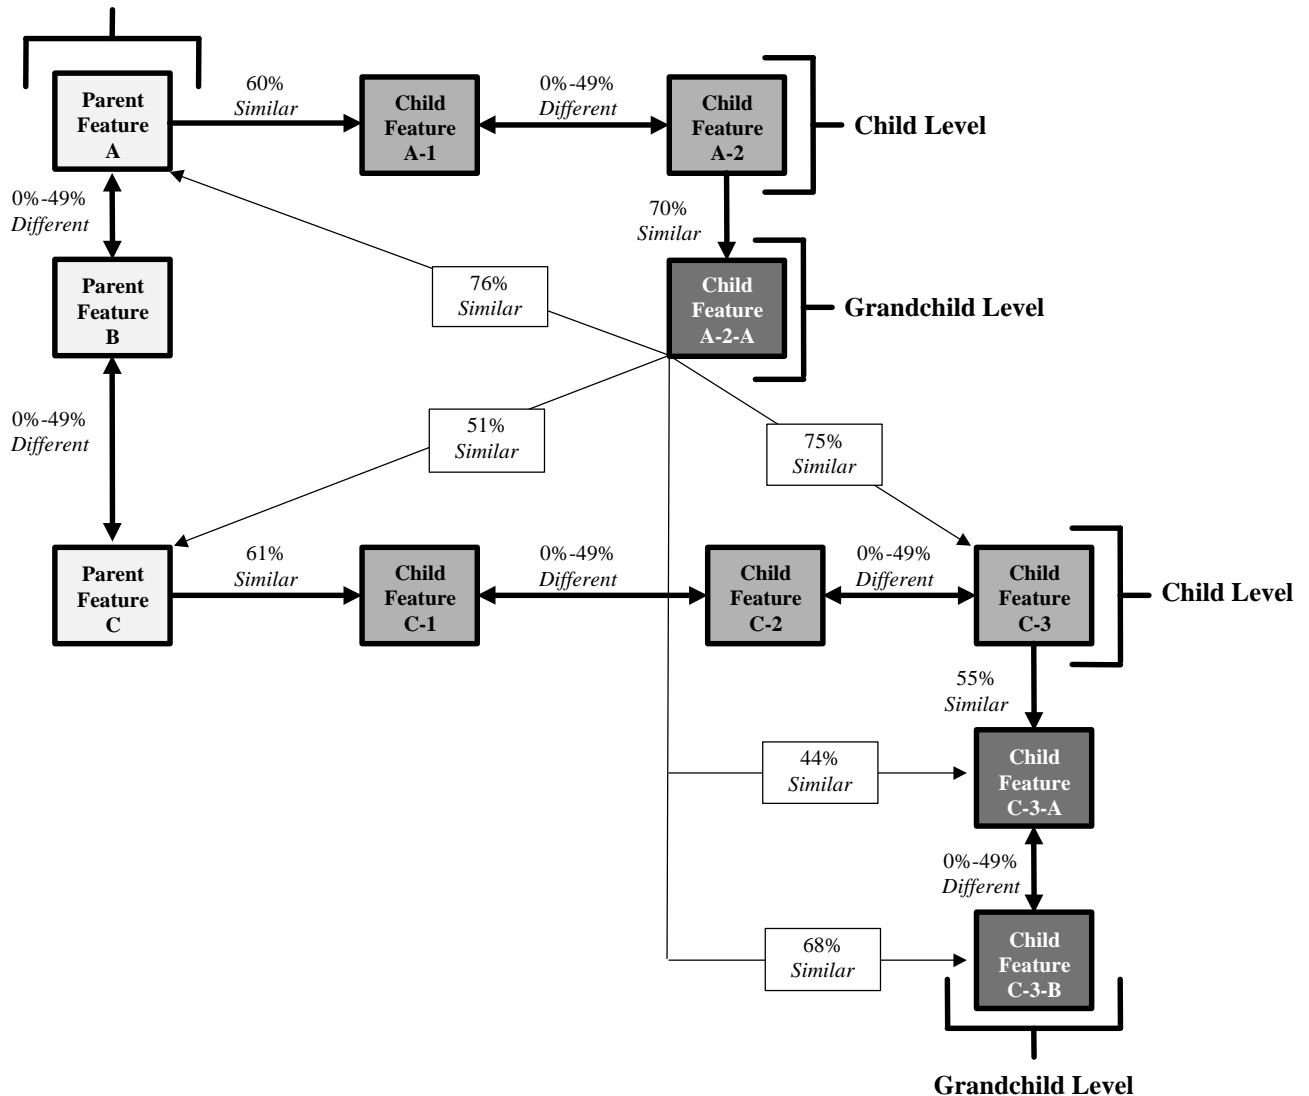 Parent
Feature
A
60%
Similar
Child
Feature
A-1
0%-49%
Different
Child
Feature
A-2
Child Level
0%-49%
Different
70%
Similar
Parent
Feature
B
76%
Similar
Child
Feature
A-2-A
Grandchild Level
0%-49%
Different
51%
Similar
75%
Similar
Parent
Feature
C
61%
Similar
Child
Feature
C-1
0%-49%
Different
Child
Feature
C-2
0%-49%
Different
Child
Feature
C-3
Child Level
55%
Similar
44%
Similar
Child
Feature
C-3-A
0%-49%
Different
68%
Similar
Child
Feature
C-3-B
Grandchild Level